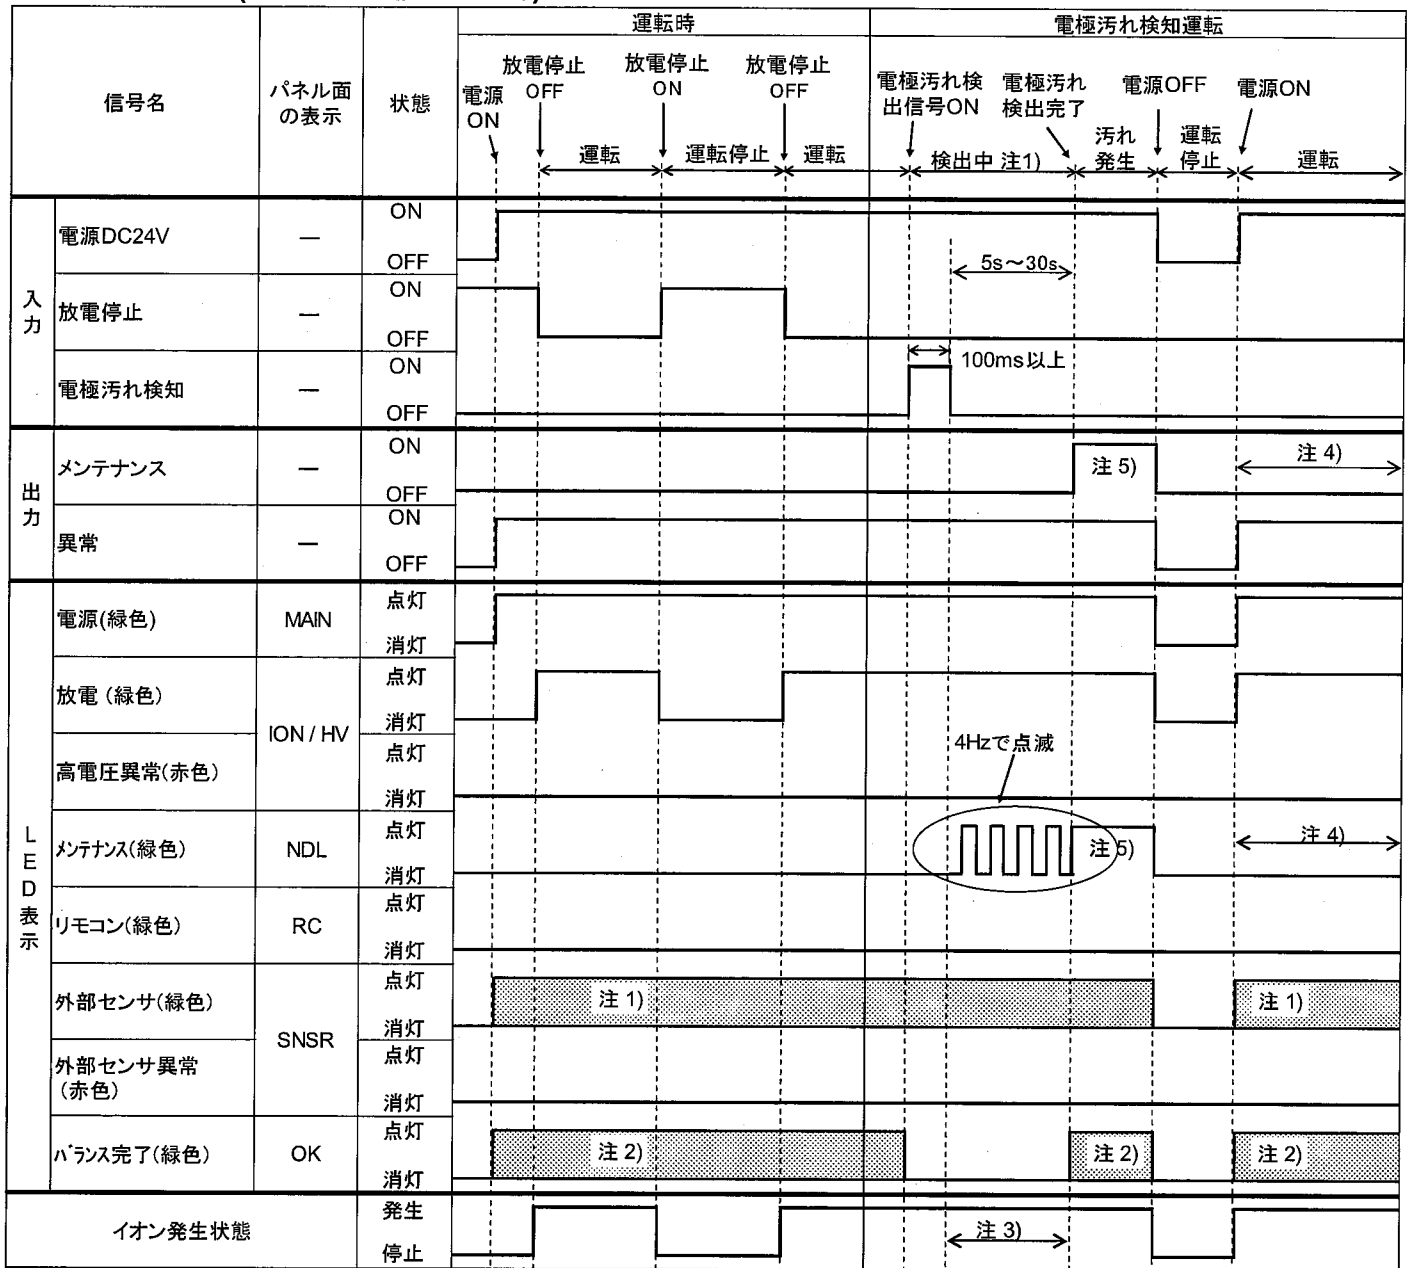 運転時
電極汚れ検知運転
信号名
パネル面
の表示
状態
電源
ON
放電停止
OFF
放電停止
ON
放電停止
OFF
電極汚れ検
出信号ON
電極汚れ
検出完了
電源OFF
電源ON
運転
運転停止
運転
検出中 注1)
汚れ
発生
運転
停止
運転
入力
電源DC24V
—
ON
OFF
5s～30s
放電停止
—
ON
OFF
電極汚れ検知
—
ON
OFF
100ms以上
出力
メンテナンス
—
ON
OFF
注 5)
注 4)
異常
—
ON
OFF
LED表示
電源(緑色)
MAIN
点灯
消灯
放電 (緑色)
ION / HV
点灯
消灯
高電圧異常(赤色)
点灯
消灯
4Hzで点滅
メンテナンス(緑色)
NDL
点灯
消灯
注 5)
注 4)
リモコン(緑色)
RC
点灯
消灯
外部センサ(緑色)
SNSR
点灯
消灯
注 1)
注 1)
外部センサ異常
(赤色)
点灯
消灯
バランス完了(緑色)
OK
点灯
消灯
注 2)
注 2)
注 2)
イオン発生状態
発生
停止
注 3)